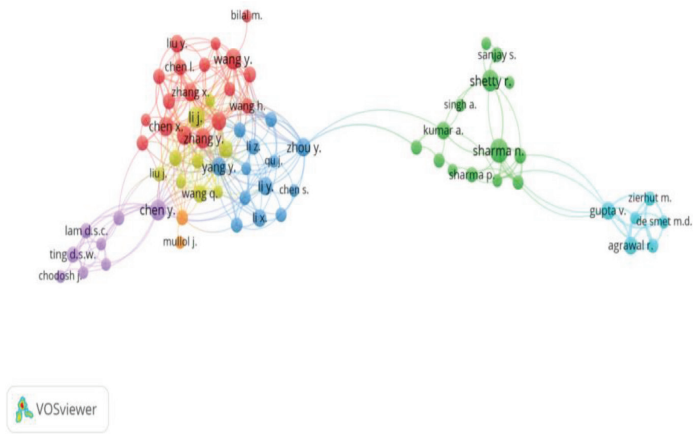 bilal m.
liu y.
sanjay s.
wang y.
chen l.
shetty r.
zhang x.
wang h.
singh a.
li j.
chen x.
kumar a.
zhang y.
li z.
zhou y.
sharma n.
qu j.
yang y.
liu j.
sharma p.
li y.
chen s.
wang q.
zierhut m.
chen y.
gupta v.
li x.
de smet m.d.
lam d.s.c.
mullol j.
agrawal r.
ting d.s.w.
chodosh j.
VOSviewer